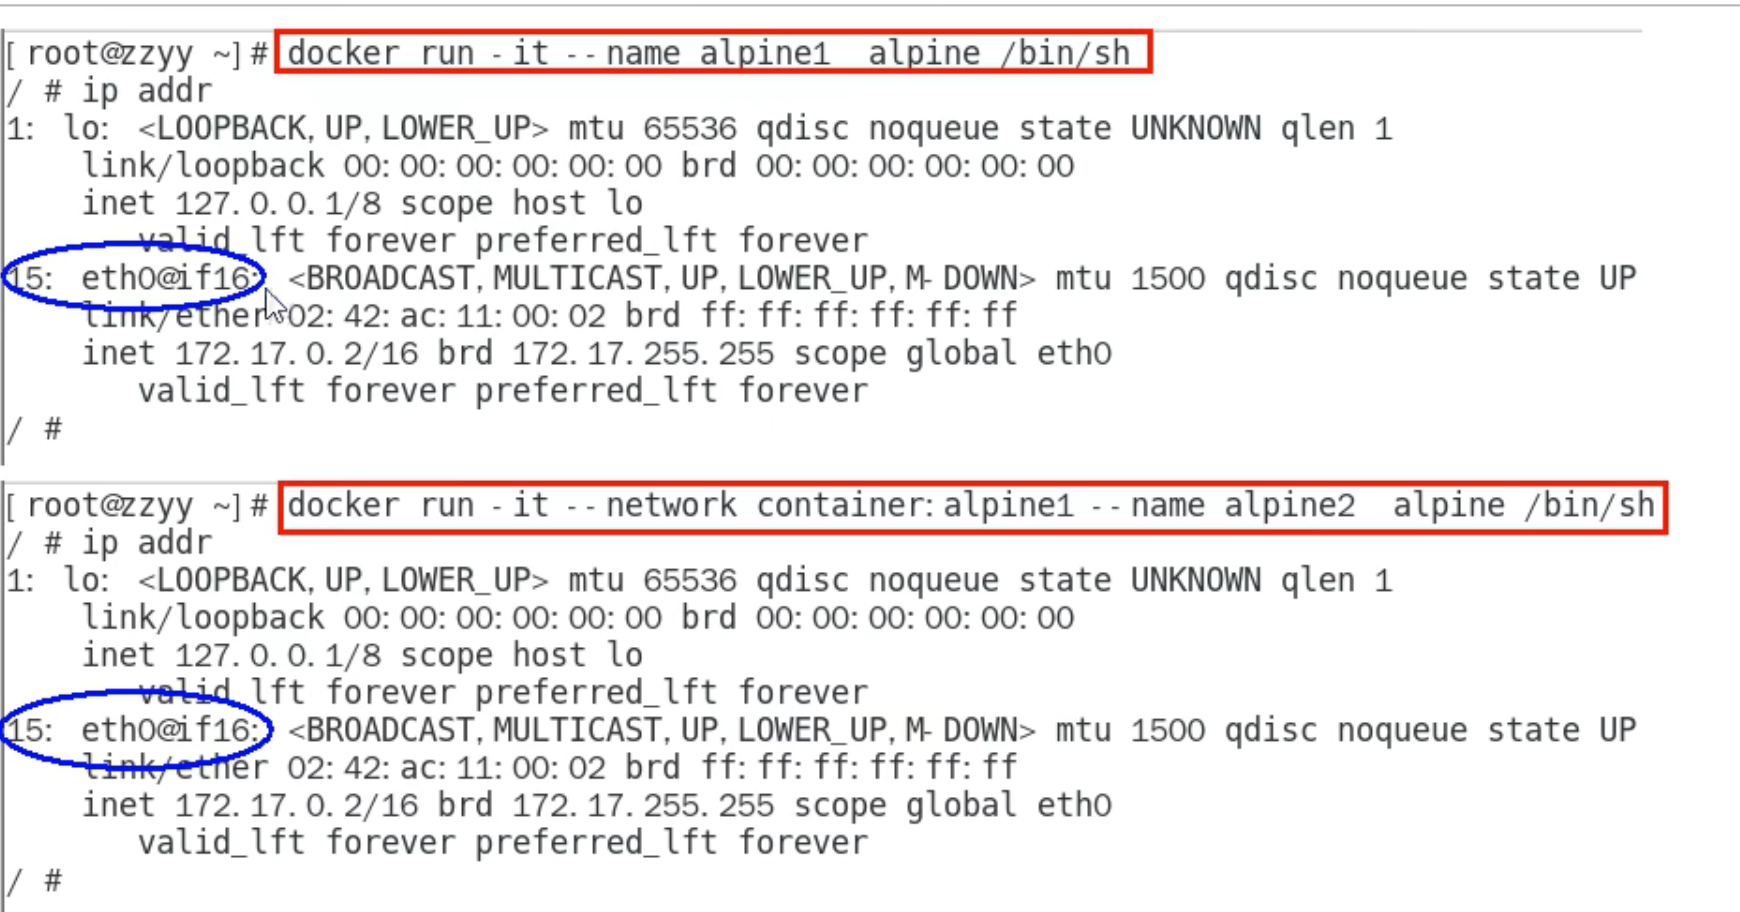 [root@zzyy ~]# docker run -it --name alpine1  alpine /bin/sh
/ # ip addr
1: lo: <LOOPBACK,UP,LOWER_UP> mtu 65536 qdisc noqueue state UNKNOWN qlen 1
    link/loopback 00:00:00:00:00:00 brd 00:00:00:00:00:00
    inet 127.0.0.1/8 scope host lo
       valid_lft forever preferred_lft forever
15: eth0@if16: <BROADCAST,MULTICAST,UP,LOWER_UP,M-DOWN> mtu 1500 qdisc noqueue state UP
    link/ether 02:42:ac:11:00:02 brd ff:ff:ff:ff:ff:ff
    inet 172.17.0.2/16 brd 172.17.255.255 scope global eth0
       valid_lft forever preferred_lft forever
/ #
[root@zzyy ~]# docker run -it --network container:alpine1 --name alpine2  alpine /bin/sh
/ # ip addr
1: lo: <LOOPBACK,UP,LOWER_UP> mtu 65536 qdisc noqueue state UNKNOWN qlen 1
    link/loopback 00:00:00:00:00:00 brd 00:00:00:00:00:00
    inet 127.0.0.1/8 scope host lo
       valid_lft forever preferred_lft forever
15: eth0@if16: <BROADCAST,MULTICAST,UP,LOWER_UP,M-DOWN> mtu 1500 qdisc noqueue state UP
    link/ether 02:42:ac:11:00:02 brd ff:ff:ff:ff:ff:ff
    inet 172.17.0.2/16 brd 172.17.255.255 scope global eth0
       valid_lft forever preferred_lft forever
/ #